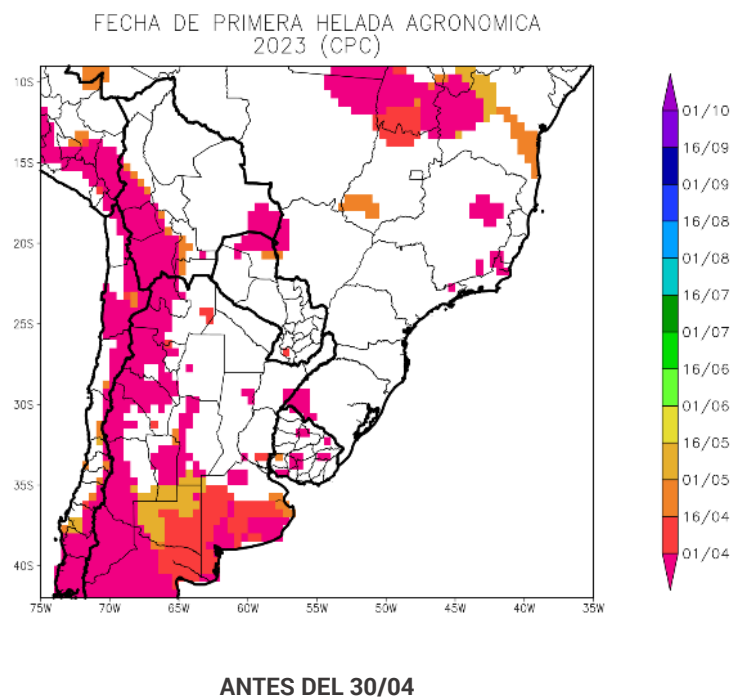 FECHA DE PRIMERA HELADA AGRONOMICA
2023 (CPC)
10S
15S
20S
25S
30S
35S
40S
75W 70W 65W 60W 55W 50W 45W 40W 35W
01/10
16/09
01/09
16/08
01/08
16/07
01/07
16/06
01/06
16/05
01/05
16/04
01/04
ANTES DEL 30/04